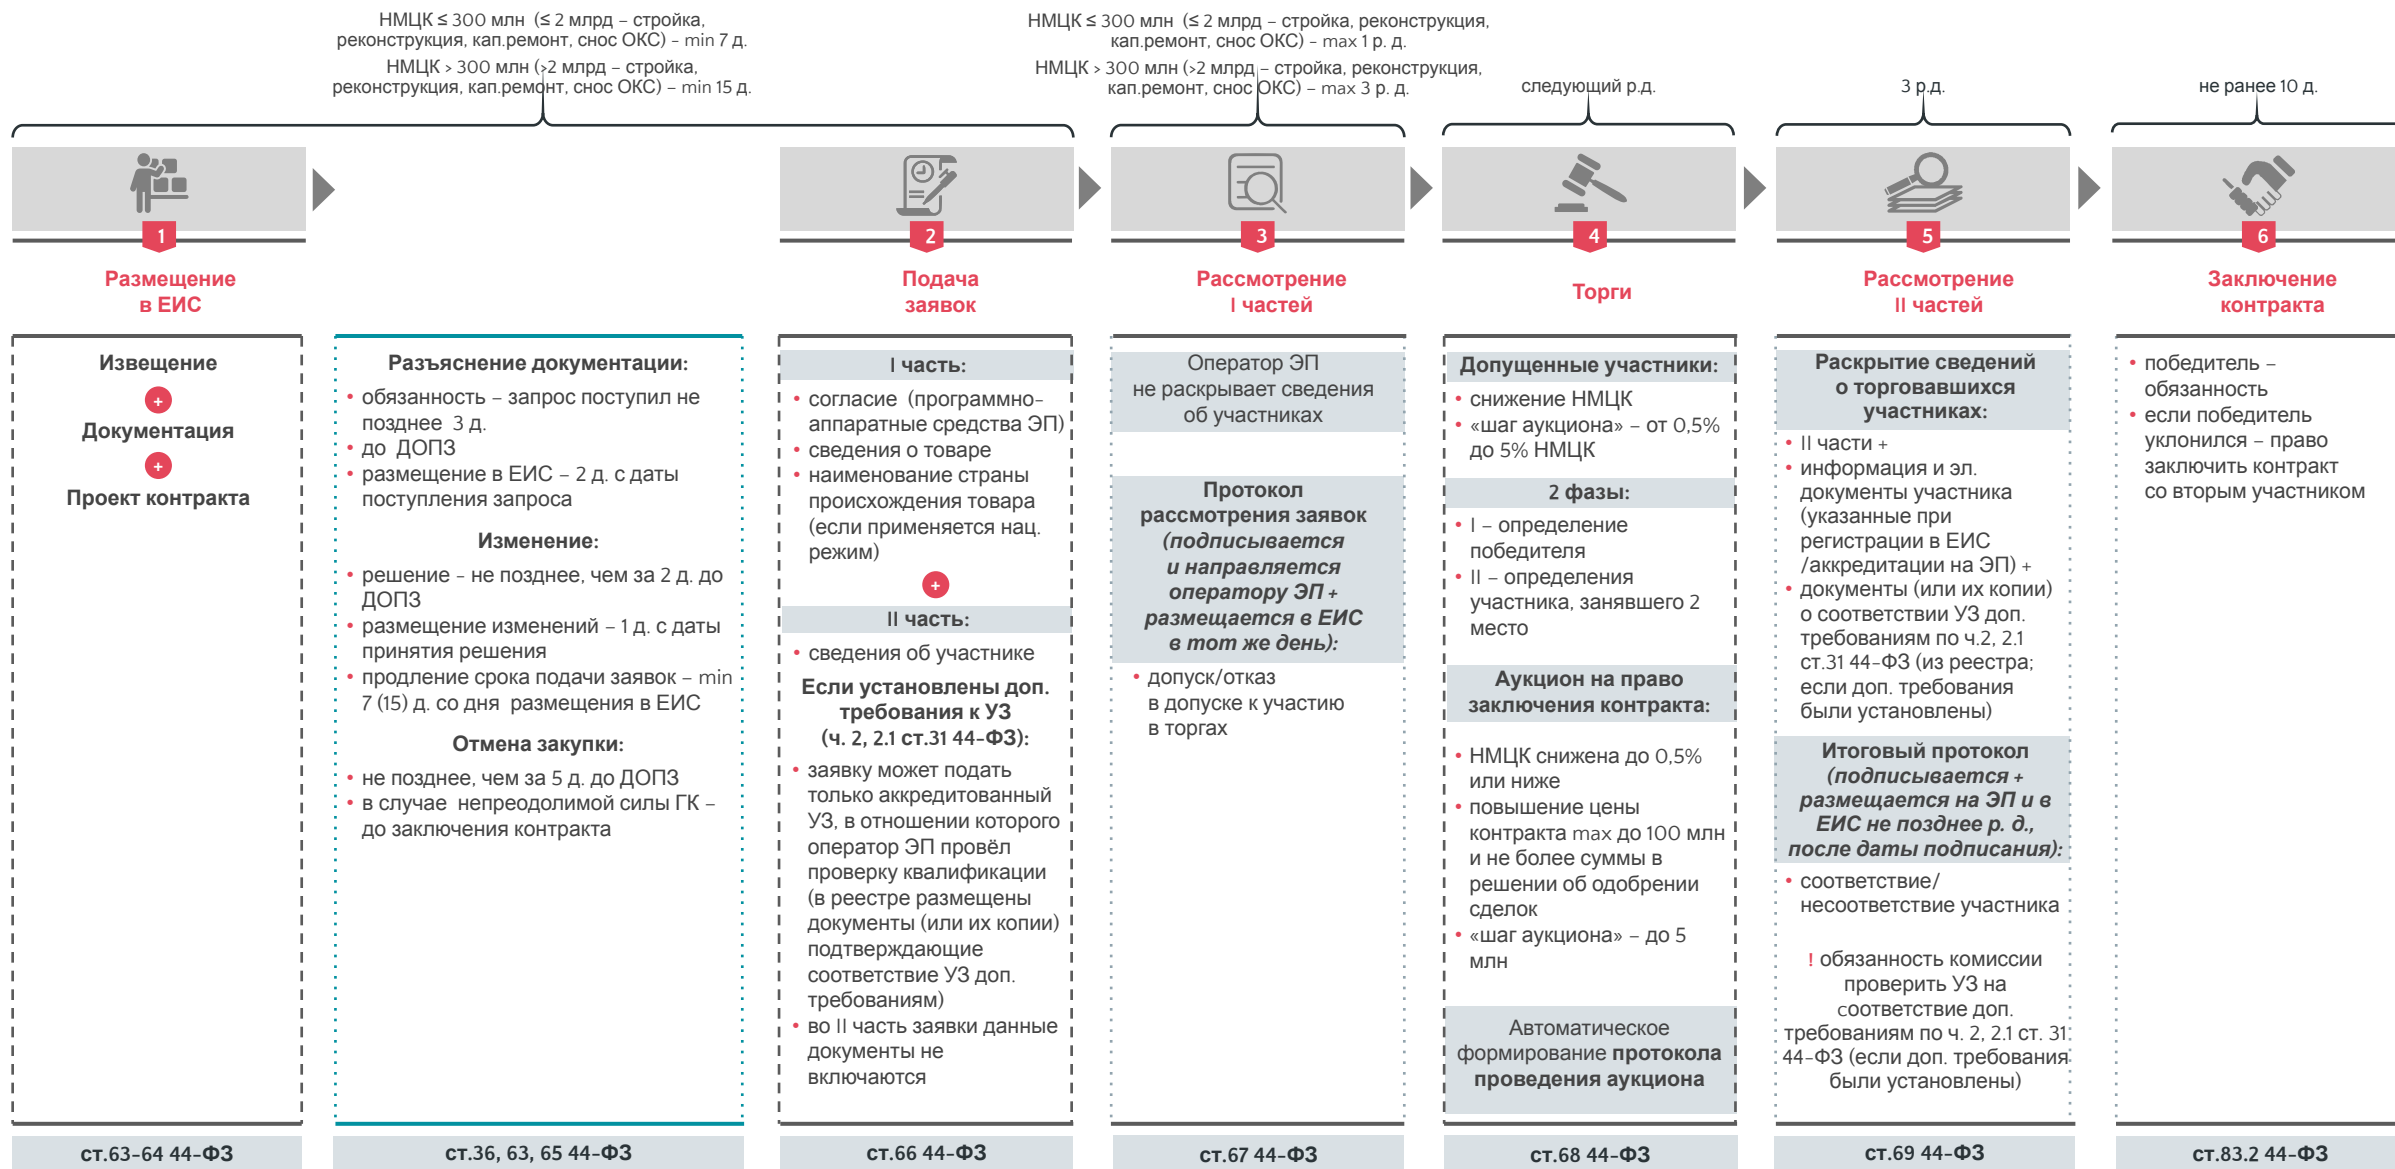 НМЦК ≤ 300 млн (≤ 2 млрд – стройка,
реконструкция, кап.ремонт, снос ОКС) – min 7 д.
НМЦК > 300 млн (>2 млрд – стройка,
реконструкция, кап.ремонт, снос ОКС) – min 15 д.
НМЦК ≤ 300 млн (≤ 2 млрд – стройка, реконструкция,
кап.ремонт, снос ОКС) – max 1 р. д.
НМЦК > 300 млн (>2 млрд – стройка, реконструкция,
кап.ремонт, снос ОКС) – max 3 р. д.
следующий р.д.
3 р.д.
не ранее 10 д.
1
Размещение
в ЕИС
Извещение
+
Документация
+
Проект контракта
ст.63-64 44-ФЗ
Разъяснение документации:
• обязанность – запрос поступил не
позднее 3 д.
• до ДОПЗ
• размещение в ЕИС – 2 д. с даты
поступления запроса
Изменение:
• решение – не позднее, чем за 2 д. до
ДОПЗ
• размещение изменений – 1 д. с даты
принятия решения
• продление срока подачи заявок – min
7 (15) д. со дня размещения в ЕИС
Отмена закупки:
• не позднее, чем за 5 д. до ДОПЗ
• в случае непреодолимой силы ГК –
до заключения контракта
ст.36, 63, 65 44-ФЗ
2
Подача
заявок
I часть:
• согласие (программно-
аппаратные средства ЭП)
• сведения о товаре
• наименование страны
происхождения товара
(если применяется нац.
режим)
+
II часть:
• сведения об участнике
Если установлены доп.
требования к УЗ
(ч. 2, 2.1 ст.31 44-ФЗ):
• заявку может подать
только аккредитованный
УЗ, в отношении которого
оператор ЭП провёл
проверку квалификации
(в реестре размещены
документы (или их копии)
подтверждающие
соответствие УЗ доп.
требованиям)
• во II часть заявки данные
документы не
включаются
ст.66 44-ФЗ
3
Рассмотрение
I частей
Оператор ЭП
не раскрывает сведения
об участниках
Протокол
рассмотрения заявок
(подписывается
и направляется
оператору ЭП +
размещается в ЕИС
в тот же день):
• допуск/отказ
в допуске к участию
в торгах
ст.67 44-ФЗ
4
Торги
Допущенные участники:
• снижение НМЦК
• «шаг аукциона» – от 0,5%
до 5% НМЦК
2 фазы:
• I – определение
победителя
• II – определения
участника, занявшего 2
место
Аукцион на право
заключения контракта:
• НМЦК снижена до 0,5%
или ниже
• повышение цены
контракта max до 100 млн
и не более суммы в
решении об одобрении
сделок
• «шаг аукциона» – до 5
млн
Автоматическое
формирование протокола
проведения аукциона
ст.68 44-ФЗ
5
Рассмотрение
II частей
Раскрытие сведений
о торговавшихся
участниках:
• II части +
• информация и эл.
документы участника
(указанные при
регистрации в ЕИС
/аккредитации на ЭП) +
• документы (или их копии)
о соответствии УЗ доп.
требованиям по ч.2, 2.1
ст.31 44-ФЗ (из реестра;
если доп. требования
были установлены)
Итоговый протокол
(подписывается +
размещается на ЭП и в
ЕИС не позднее р. д.,
после даты подписания):
• соответствие/
несоответствие участника
! обязанность комиссии
проверить УЗ на
соответствие доп.
требованиям по ч. 2, 2.1 ст. 31
44-ФЗ (если доп. требования
были установлены)
ст.69 44-ФЗ
6
Заключение
контракта
• победитель –
обязанность
• если победитель
уклонился – право
заключить контракт
со вторым участником
ст.83.2 44-ФЗ